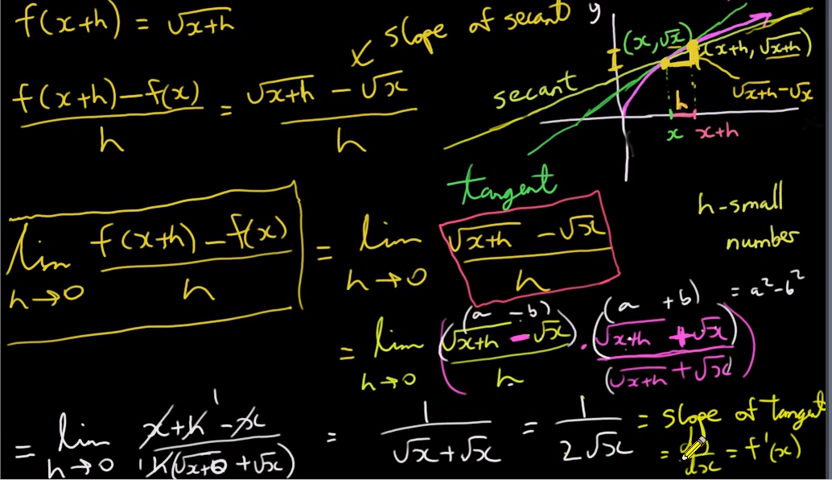 f(x+h) = √x+h
slope of secant
f(x+h)-f(x) / h = √x+h - √x / h
y
(x, √x)
(x+h, √x+h)
secant
√x+h - √x
h
x
x+h
tangent
h-small
number
lim h→0 f(x+h)-f(x) / h = lim h→0 √x+h - √x / h
(a - b) (a + b) = a²-b²
= lim h→0 (√x+h - √x / h) · (√x+h + √x) / (√x+h + √x)
= lim h→0 x+h-x / h(√x+0 + √x) = 1 / √x+√x = 1 / 2√x = slope of tangent
= dy/dx = f'(x)